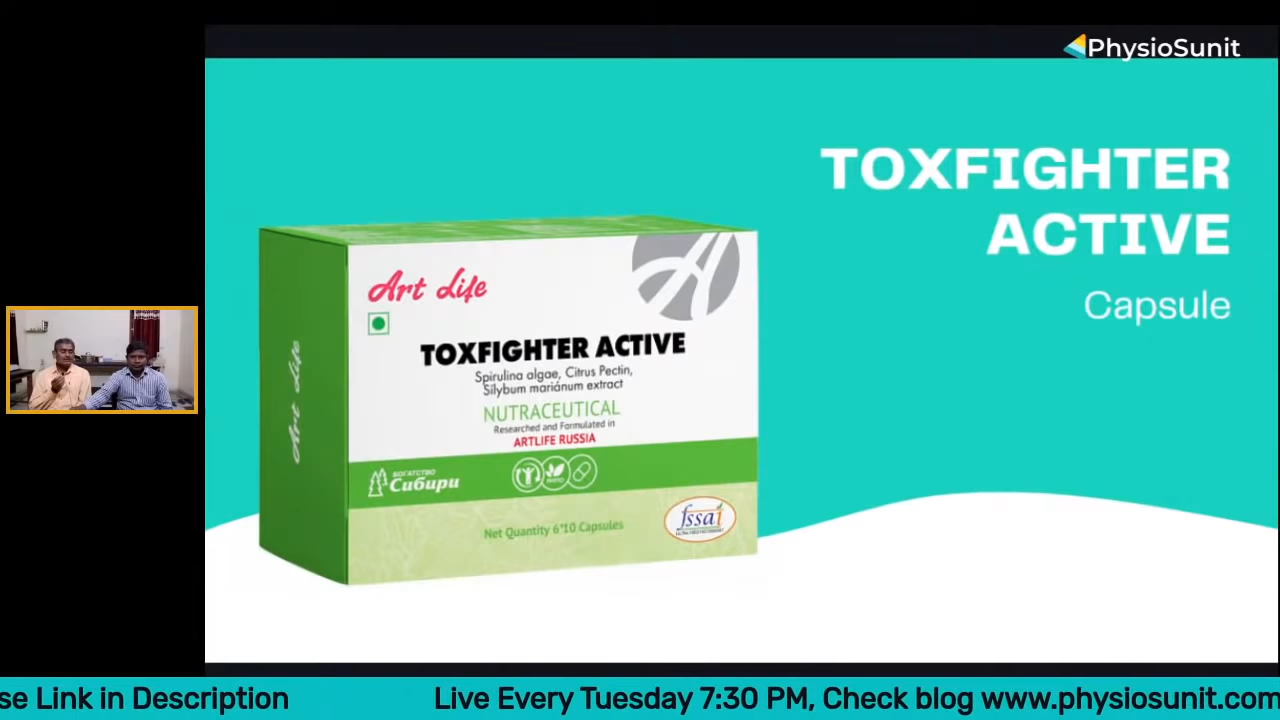 PhysioSunit
TOXFIGHTER
ACTIVE
Capsule
Art Life
Art Life
TOXFIGHTER ACTIVE
Spirulina algae, Citrus Pectin,
Silybum mariánum extract
NUTRACEUTICAL
Researched and Formulated in
ARTLIFE RUSSIA
БОГАТСТВО
Сибири
Net Quantity 6*10 Capsules
fssai
se Link in Description
Live Every Tuesday 7:30 PM, Check blog www.physiosunit.com